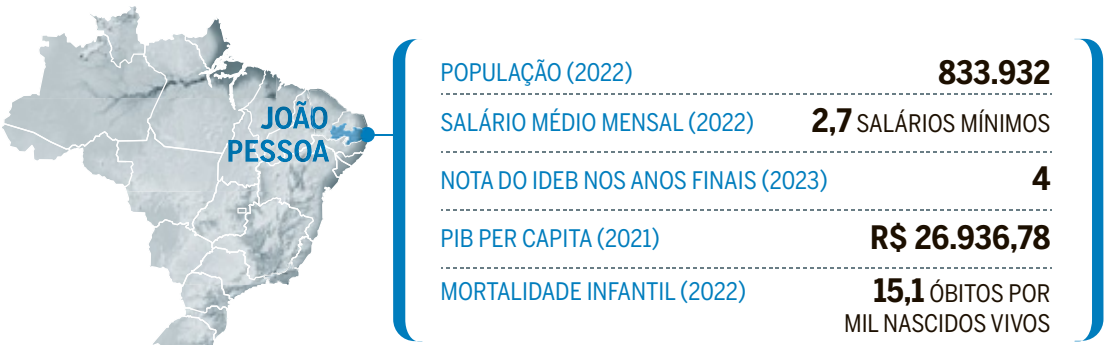 JOÃO
PESSOA
POPULAÇÃO (2022) 833.932
SALÁRIO MÉDIO MENSAL (2022) 2,7 SALÁRIOS MÍNIMOS
NOTA DO IDEB NOS ANOS FINAIS (2023) 4
PIB PER CAPITA (2021) R$ 26.936,78
MORTALIDADE INFANTIL (2022) 15,1 ÓBITOS POR
MIL NASCIDOS VIVOS